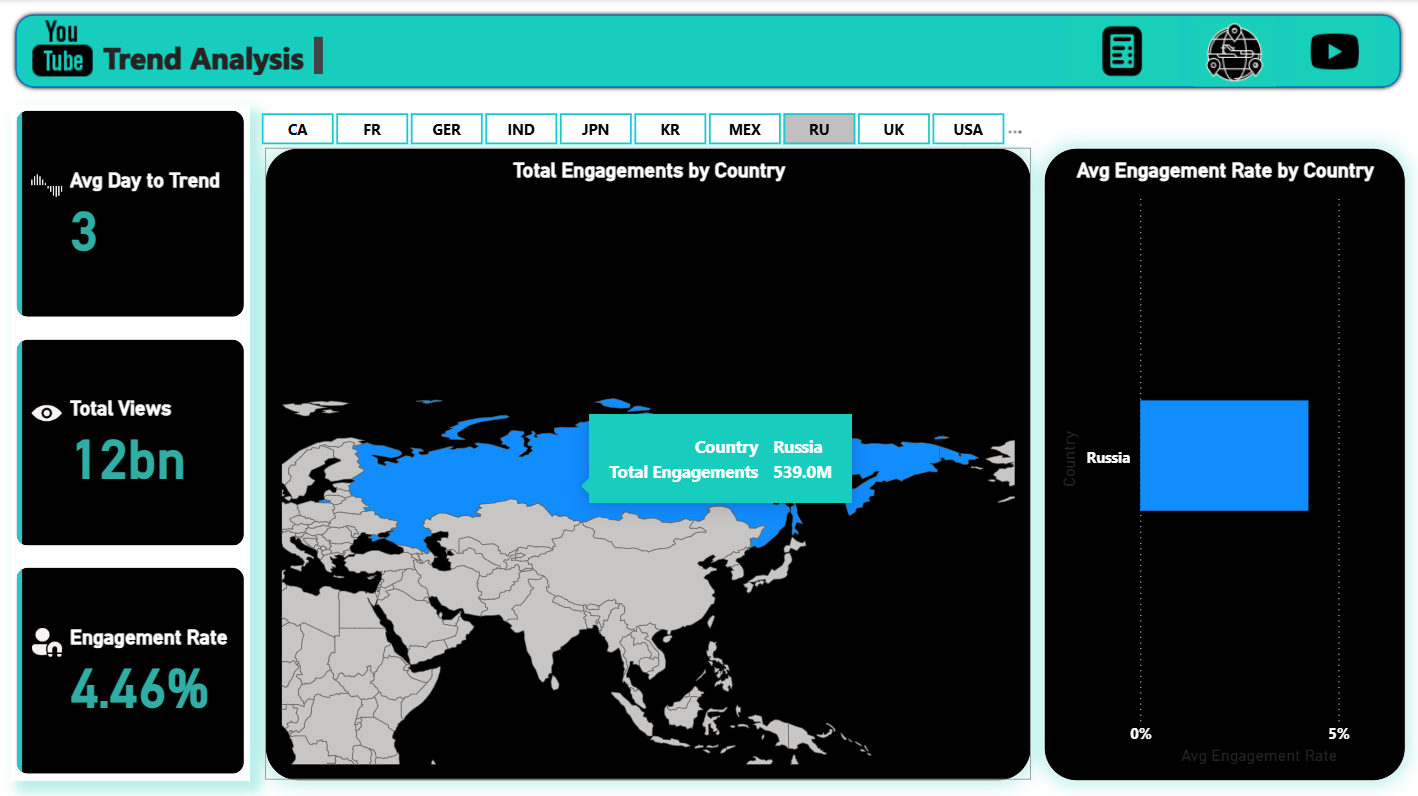 You
Tube
Trend Analysis
CA FR GER IND JPN KR MEX RU UK USA ...
Avg Day to Trend
3
Total Views
12bn
Engagement Rate
4.46%
Total Engagements by Country
Country Russia
Total Engagements 539.0M
Avg Engagement Rate by Country
Country
Russia
0% 5%
Avg Engagement Rate